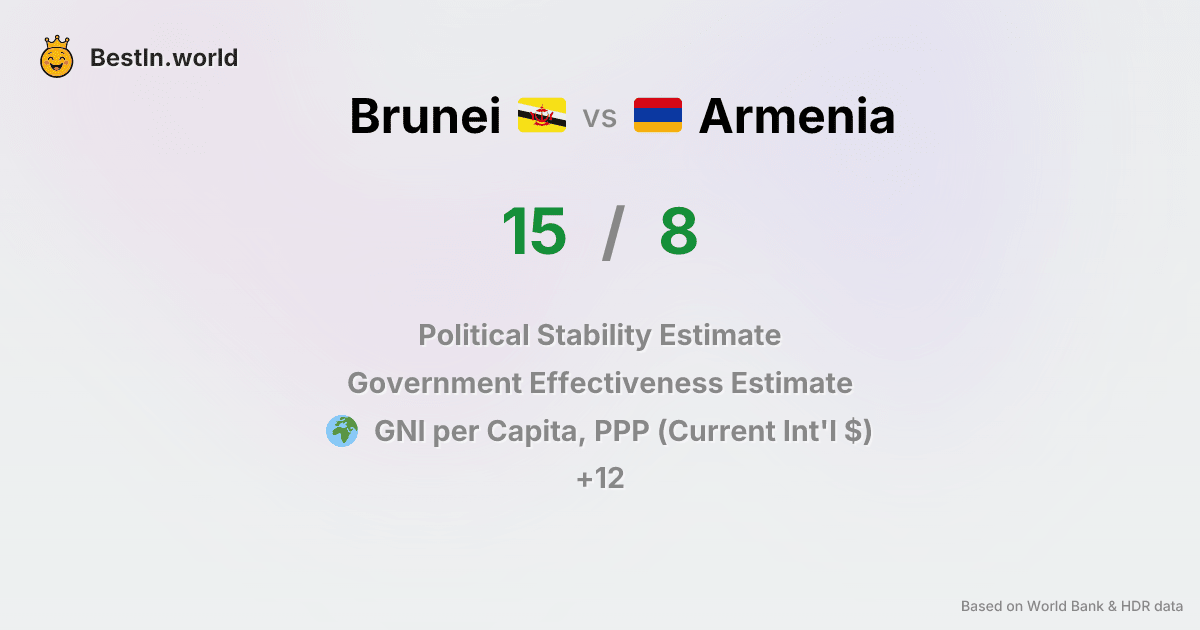 BestIn.world
Brunei vs Armenia
15 / 8
Political Stability Estimate
Government Effectiveness Estimate
GNI per Capita, PPP (Current Int'l $)
+12
Based on World Bank & HDR data